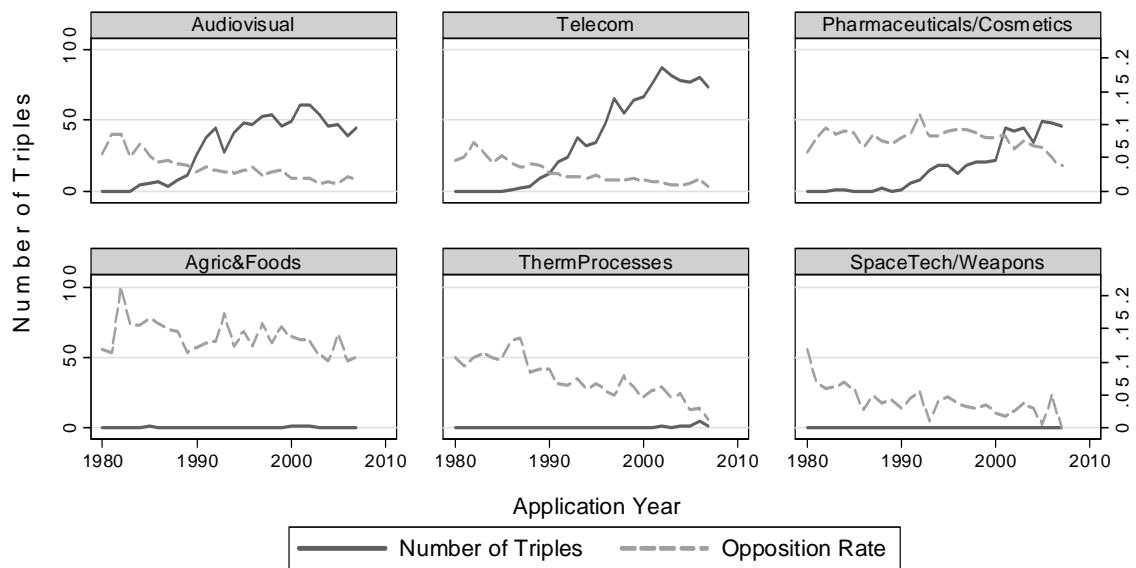 Audiovisual
Telecom
Pharmaceuticals/Cosmetics
100
50
0
.2
.15
.1
.05
0
Agric&Foods
ThermProcesses
SpaceTech/Weapons
100
50
0
.2
.15
.1
.05
0
1980 1990 2000 2010
1980 1990 2000 2010
1980 1990 2000 2010
Number of Triples
Application Year
Number of Triples Opposition Rate